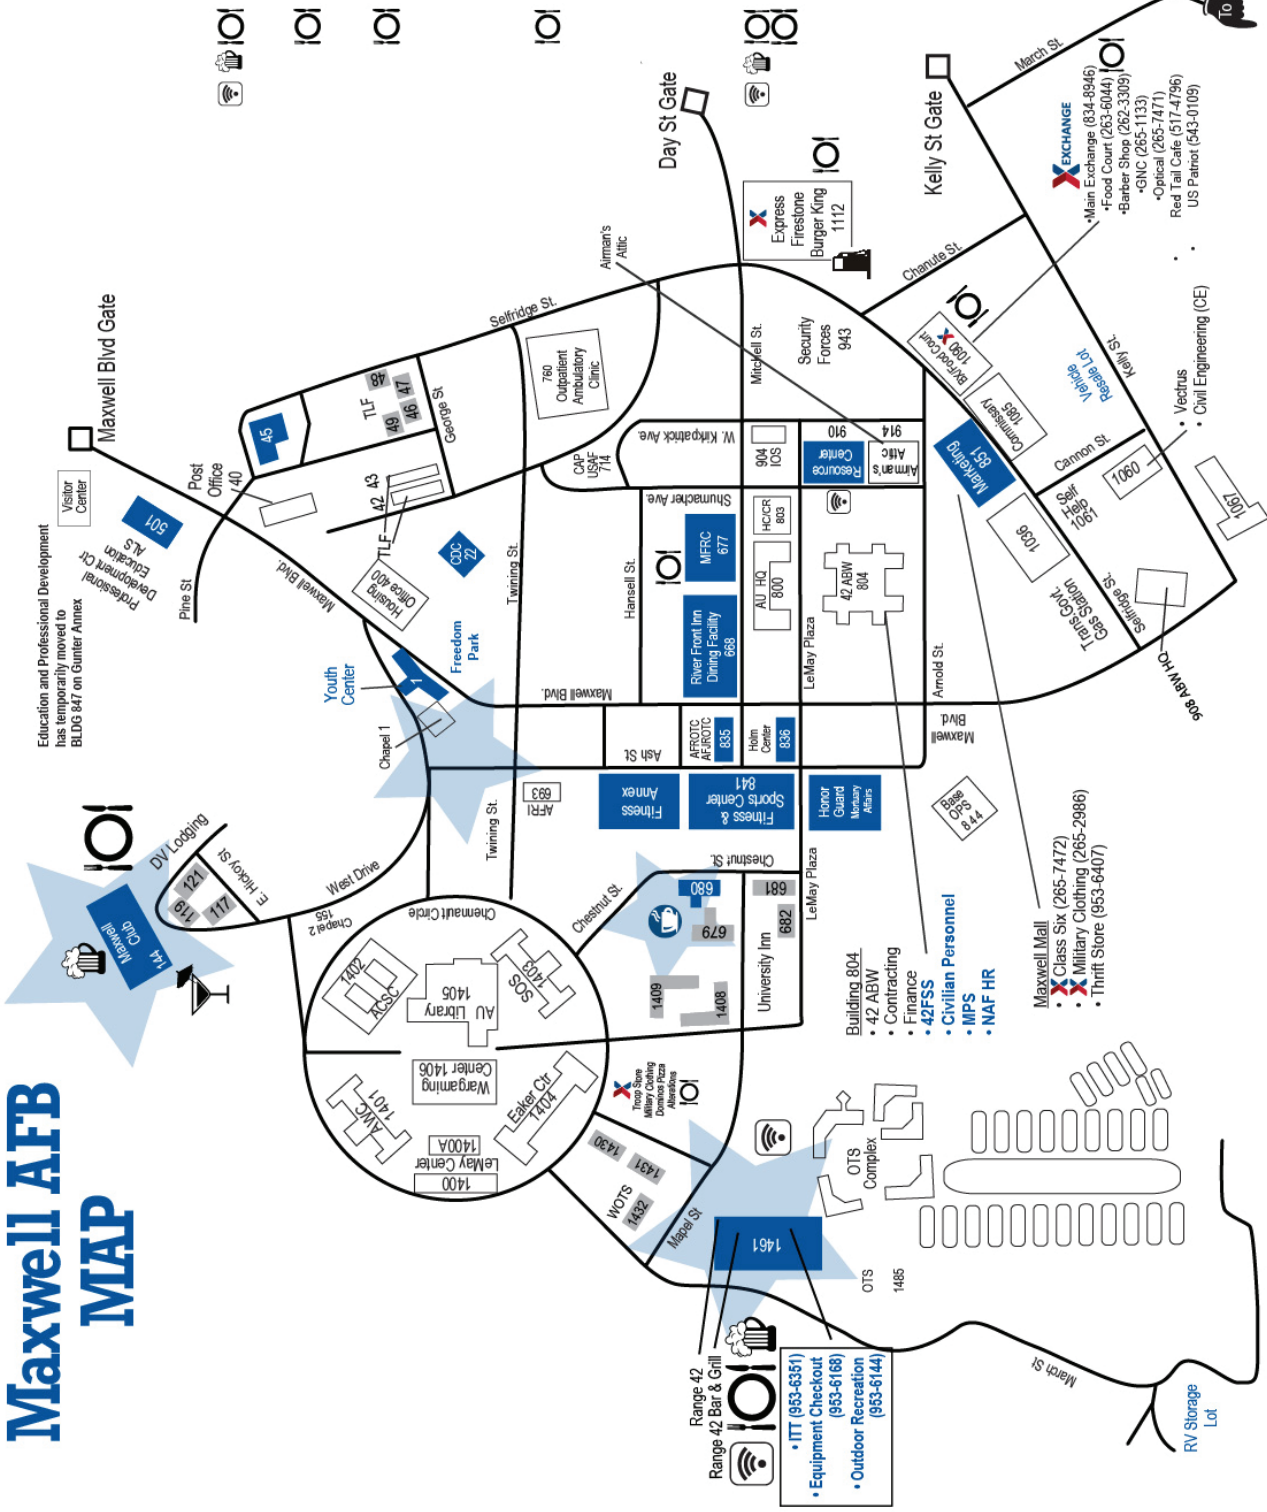 Maxwell AFB
MAP
Education and Professional Development
has temporarily moved to
BLDG 847 on Gunter Annex
Visitor
Center
501
Professional
Development Ctr
Education
ALS
Maxwell Blvd Gate
Pine St
Post
Office
40
45
TLF
48
47
46
49
George St
Selfridge St.
42
43
TLF
Maxwell Blvd.
Housing
Office 400
CDC
22
Youth
Center
1
Freedom
Park
Chapel 1
Twining St.
760
Outpatient
Ambulatory
Clinic
CAP
USAF
714
W. Kirkpatrick Ave.
Shumacher Ave.
Hansell St.
MFRC
677
River Front Inn
Dining Facility
668
Maxwell Blvd.
Ash St
AFROTC
AFJROTC
835
Holm
Center
836
Day St Gate
Airman's
Attic
Express
Firestone
Burger King
1112
Mitchell St.
Security
Forces
943
904
IOS
910
Resource
Center
914
Airman's
Attic
HC/CR
803
AU HQ
800
42 ABW
804
LeMay Plaza
Arnold St.
Maxwell
Blvd.
Kelly St Gate
March St.
To
EXCHANGE
•Main Exchange (834-8946)
•Food Court (263-6044)
•Barber Shop (262-3309)
•GNC (265-1133)
•Optical (265-7471)
Red Tail Cafe (517-4796)
US Patriot (543-0109)
Chanute St.
BX/Food Court
1090
Commissary
1085
Marketing
851
Vehicle
Resale Lot
Kelly St.
Cannon St.
1060
• Vectrus
• Civil Engineering (CE)
1067
Self
Help
1061
1036
Trans.Govt.
Gas Station
Selfridge St.
908 ABW HQ
Maxwell
Club
144
DV Lodging
121
119
117
E. Hickoy St
West Drive
Chapel 2
155
Chennault Circle
Twining St.
AFRI
693
Fitness
Annex
Fitness &
Sports Center
841
Honor
Guard
Mortuary
Affairs
Base
OPS
844
Chestnut St.
Chestnut St.
LeMay Plaza
680
679
681
682
University Inn
1409
1408
1402
ACSC
AU
Library
1405
SOS
1403
Wargaming
Center 1406
AWC
1401
Eaker Ctr
1404
1400A
LeMay Center
1400
Troop Store
Military Clothing
Dominos Pizza
Alterations
1430
1431
WOTS
1432
Mapel St
1461
OTS
Complex
OTS
1485
Building 804
• 42 ABW
• Contracting
• Finance
• 42FSS
• Civilian Personnel
• MPS
• NAF HR
Maxwell Mall
• Class Six (265-7472)
• Military Clothing (265-2986)
• Thrift Store (953-6407)
Range 42
Range 42 Bar & Grill
• ITT (953-6351)
• Equipment Checkout
(953-6168)
• Outdoor Recreation
(953-6144)
March St
RV Storage
Lot